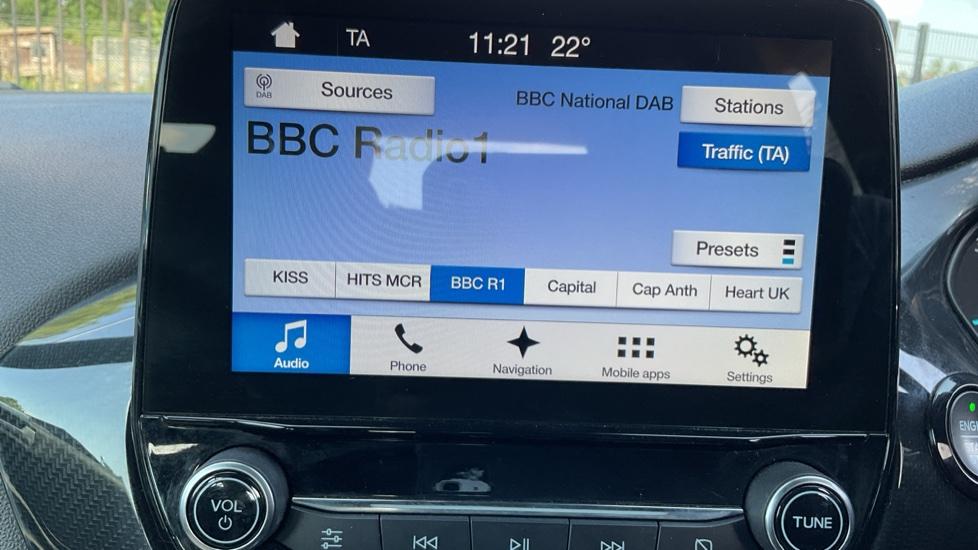 TA 11:21 22°
DAB Sources BBC National DAB Stations
BBC Radio1 Traffic (TA)
Presets
KISS HITS MCR BBC R1 Capital Cap Anth Heart UK
Audio Phone Navigation Mobile apps Settings
VOL TUNE